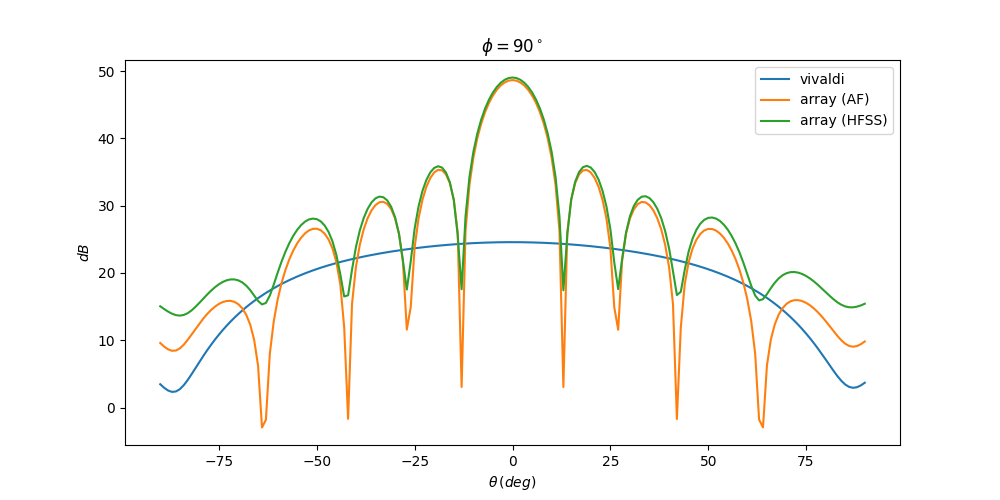 ϕ = 90°
vivaldi
array (AF)
array (HFSS)
dB
50
40
30
20
10
0
−75 −50 −25 0 25 50 75
θ (deg)